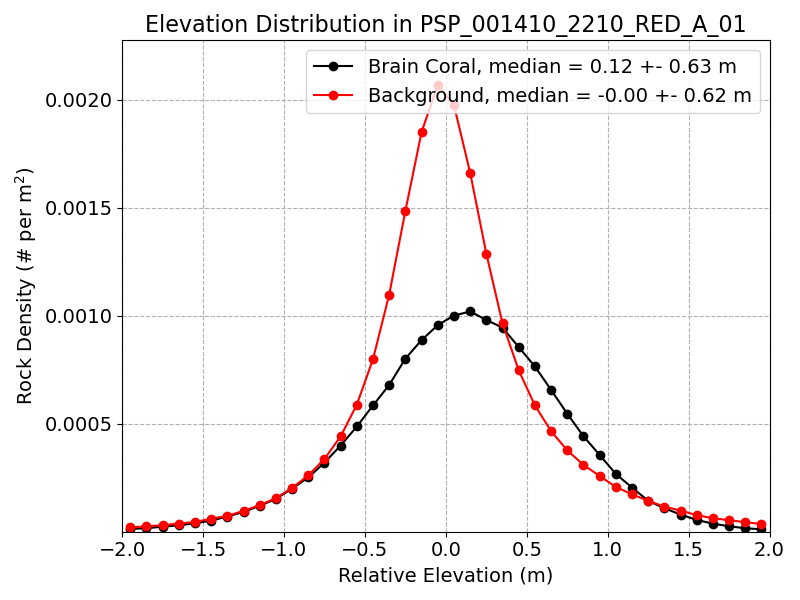 Elevation Distribution in PSP_001410_2210_RED_A_01
Brain Coral, median = 0.12 +- 0.63 m
Background, median = -0.00 +- 0.62 m
0.0020
0.0015
0.0010
0.0005
Rock Density (# per m²)
−2.0 −1.5 −1.0 −0.5 0.0 0.5 1.0 1.5 2.0
Relative Elevation (m)